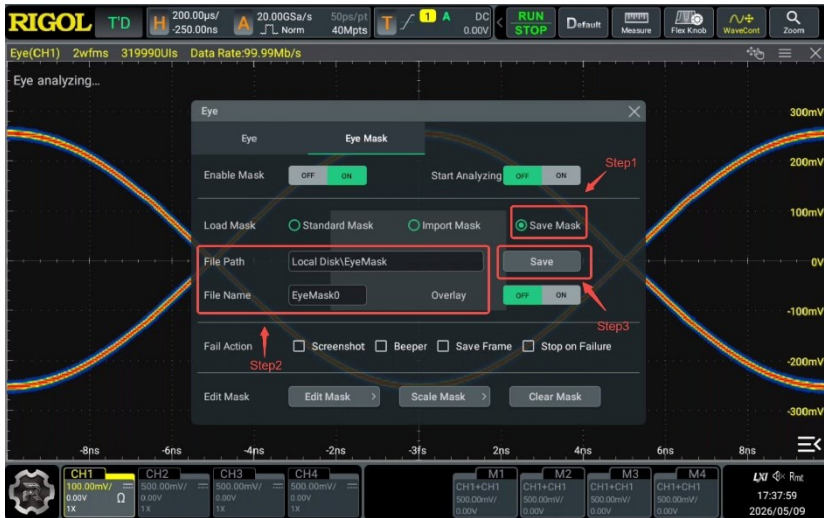 RIGOL T'D H 200.00µs/ -250.00ns A 20.00GSa/s Norm 50ps/pt 40Mpts T 1 A DC 0.00V < RUN STOP Default Measure Flex Knob WaveCont Zoom
Eye(CH1) 2wfms 319990UIs Data Rate:99.99Mb/s
Eye analyzing...
Eye
300mV
Eye Eye Mask
Enable Mask OFF ON Start Analyzing OFF ON
Step1
200mV
Load Mask Standard Mask Import Mask Save Mask
100mV
File Path Local Disk\EyeMask Save
0V
File Name EyeMask0 Overlay OFF ON
-100mV
Step3
Fail Action Screenshot Beeper Save Frame Stop on Failure
Step2
-200mV
Edit Mask Edit Mask > Scale Mask > Clear Mask
-300mV
-8ns -6ns -4ns -2ns -3fs 2ns 4ns 6ns 8ns
CH1 CH2 CH3 CH4 M1 M2 M3 M4
100.00mV/ 500.00mV/ 500.00mV/ 500.00mV/ CH1+CH1 CH1+CH1 CH1+CH1 CH1+CH1
0.00V Ω 0.00V 0.00V 0.00V 500.00mV/ 500.00mV/ 500.00mV/ 500.00mV/
1X 1X 1X 1X 0.00V 0.00V 0.00V 0.00V
LXI Rmt
17:37:59
2026/05/09